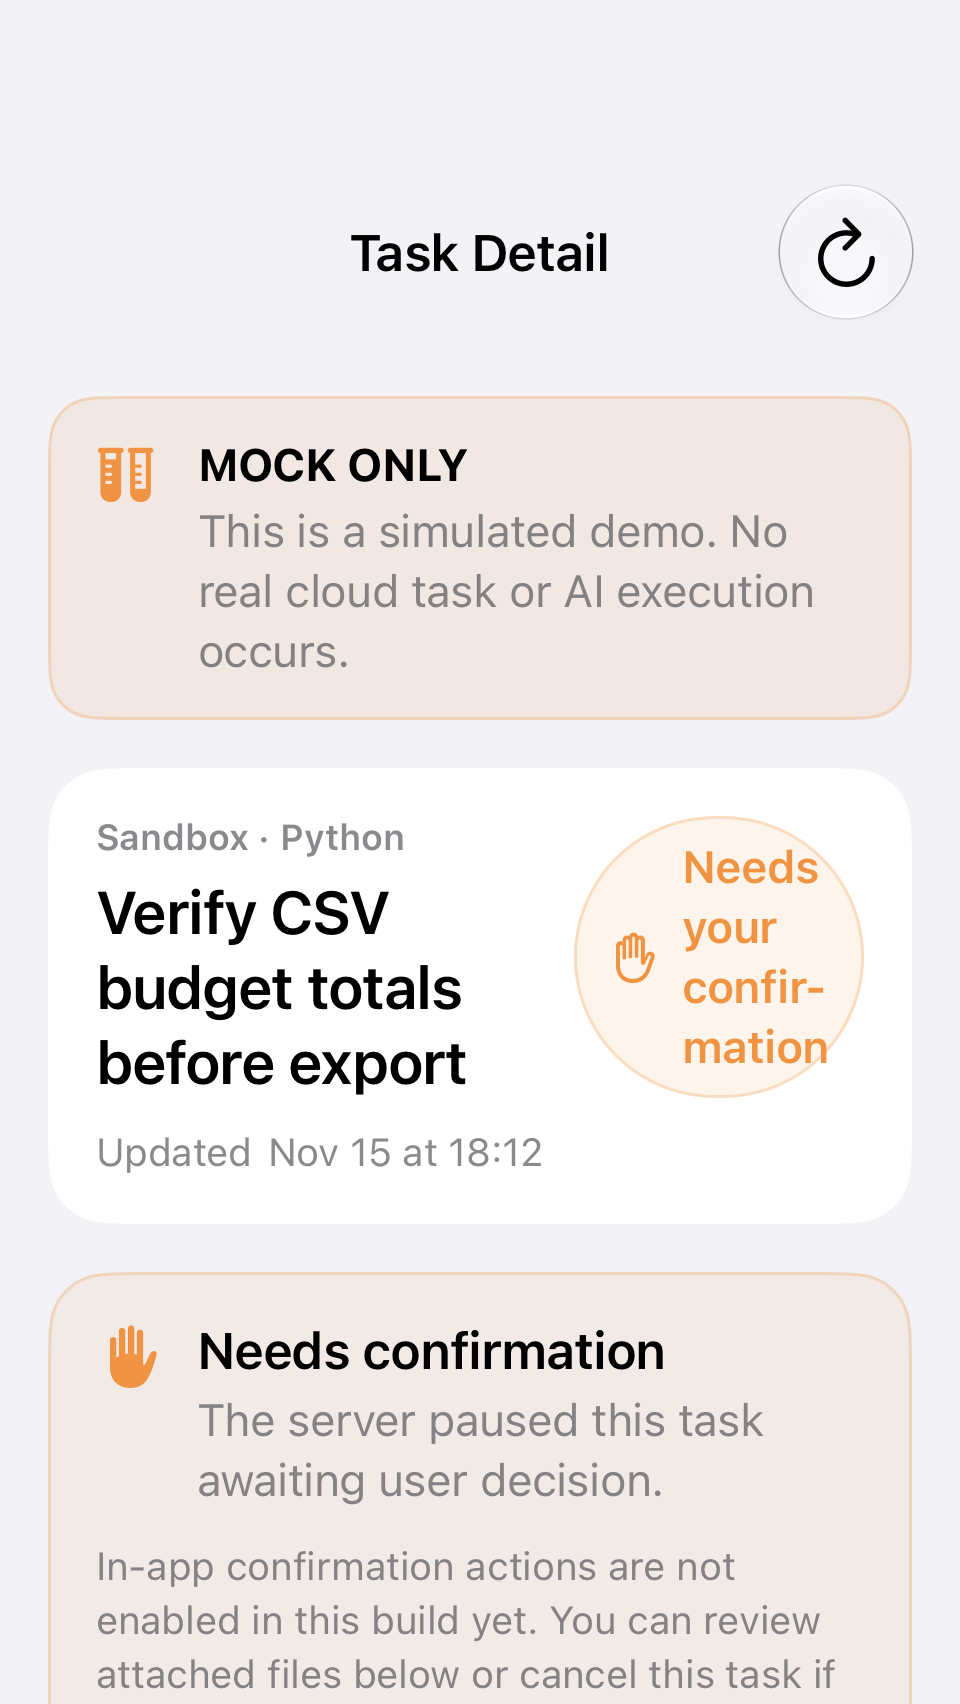 Task Detail
MOCK ONLY
This is a simulated demo. No
real cloud task or AI execution
occurs.
Sandbox · Python
Verify CSV
budget totals
before export
Needs
your
confir-
mation
Updated Nov 15 at 18:12
Needs confirmation
The server paused this task
awaiting user decision.
In-app confirmation actions are not
enabled in this build yet. You can review
attached files below or cancel this task if